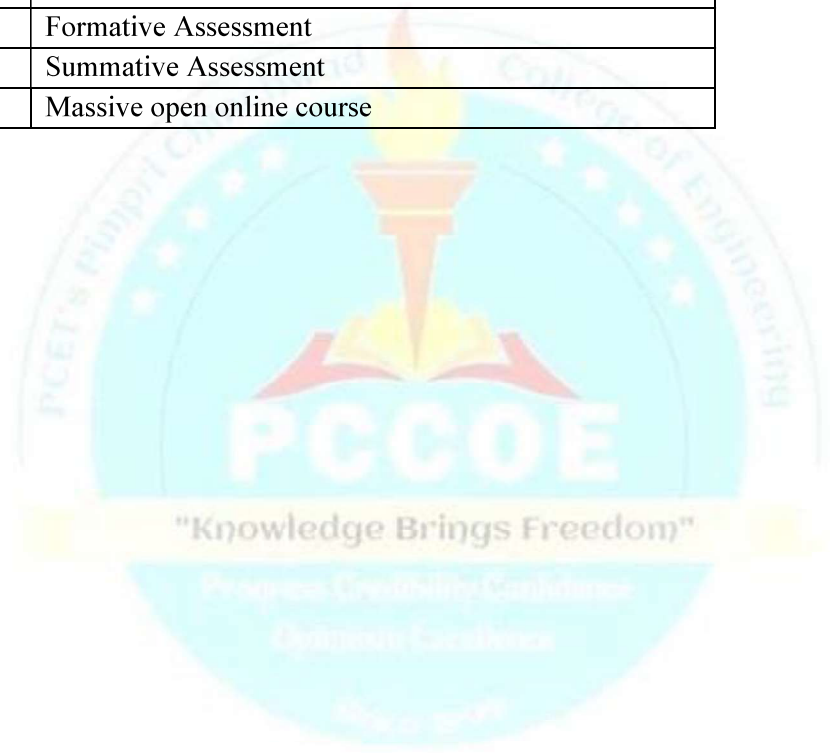 Formative Assessment
Summative Assessment
Massive open online course
PCET's Pimpri Chinchwad College of Engineering
PCCOE
"Knowledge Brings Freedom"
Progress Credibility Confidence
Optimism Excellence